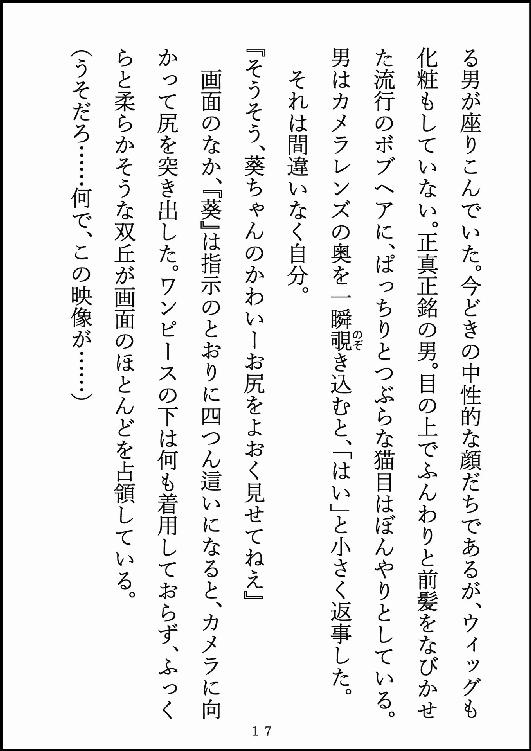 る男が座りこんでいた。今どきの中性的な顔だちであるが、ウィッグも
化粧もしていない。正真正銘の男。目の上でふんわりと前髪をなびかせ
た流行のボブヘアに、ぱっちりとつぶらな猫目はぼんやりとしている。
男はカメラレンズの奥を一瞬覗き込むと、「はい」と小さく返事した。
のぞ
それは間違いなく自分。
『そうそう、葵ちゃんのかわいーお尻をよおく見せてねえ』
画面のなか、『葵』は指示のとおりに四つん這いになると、カメラに向
かって尻を突き出した。ワンピースの下は何も着用しておらず、ふっく
らと柔らかそうな双丘が画面のほとんどを占領している。
（うそだろ……何で、この映像が……）
17